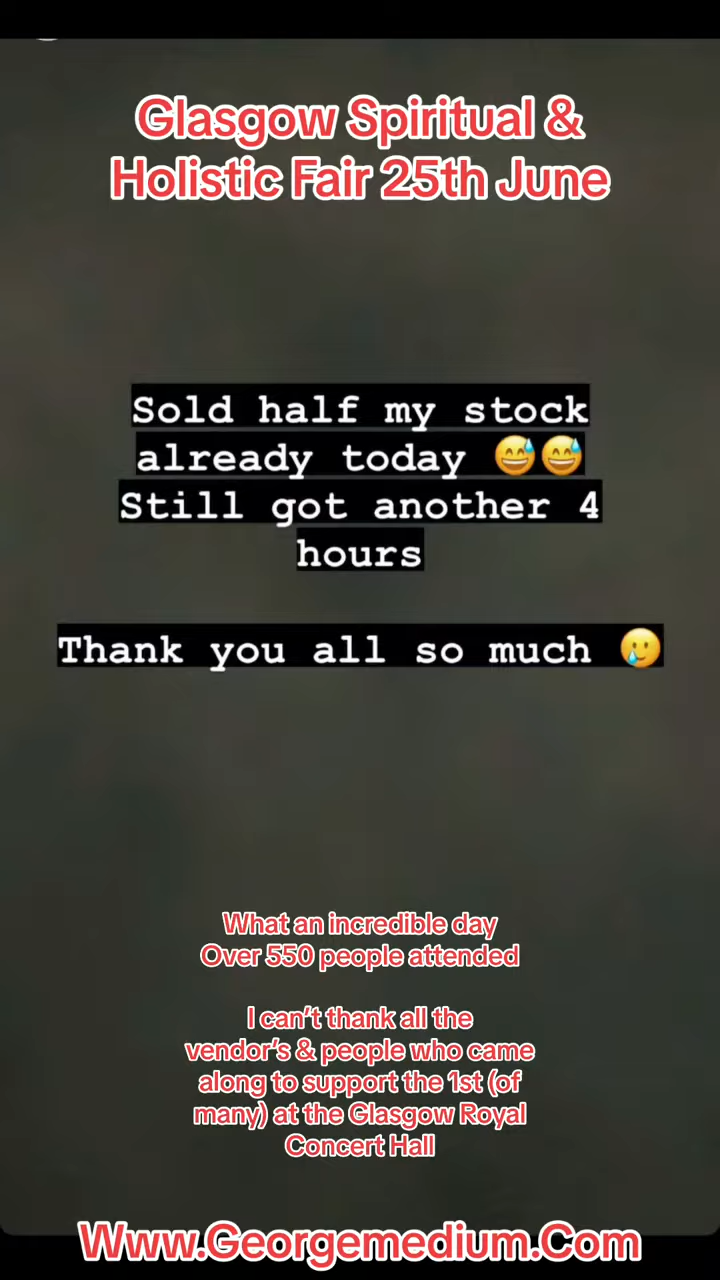 Glasgow Spiritual &
Holistic Fair 25th June
Sold half my stock
already today 😅😅
Still got another 4
hours
Thank you all so much 🥲
What an incredible day
Over 550 people attended
I can’t thank all the
vendor’s & people who came
along to support the 1st (of
many) at the Glasgow Royal
Concert Hall
Www.Georgemedium.Com